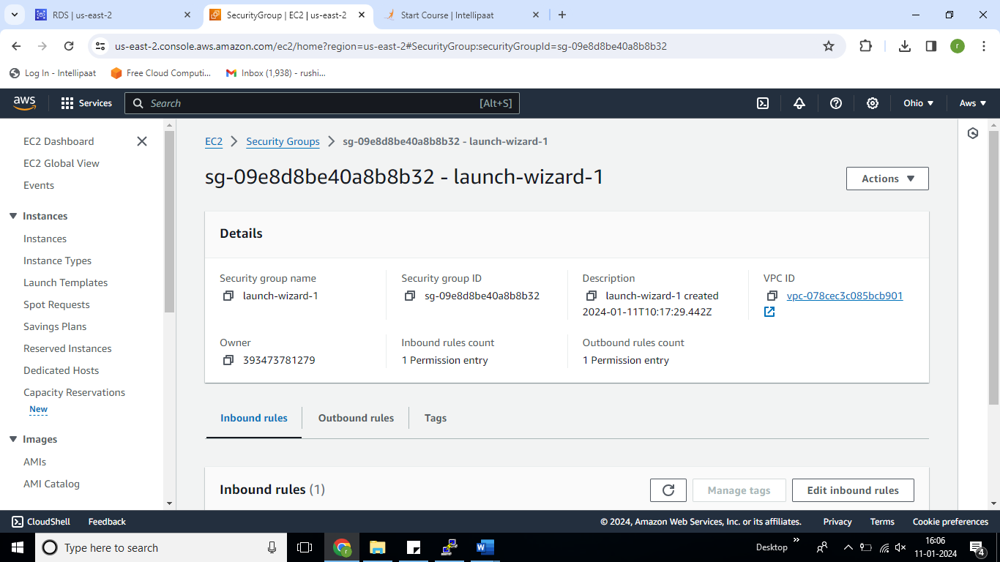 RDS | us-east-2
SecurityGroup | EC2 | us-east-2
Start Course | Intellipaat
us-east-2.console.aws.amazon.com/ec2/home?region=us-east-2#SecurityGroup:securityGroupId=sg-09e8d8be40a8b8b32
r
Log In - Intellipaat
Free Cloud Computi...
Inbox (1,938) - rushi...
aws
Services
Search
[Alt+S]
Ohio
Aws
EC2 Dashboard
EC2 Global View
Events
Instances
Instances
Instance Types
Launch Templates
Spot Requests
Savings Plans
Reserved Instances
Dedicated Hosts
Capacity Reservations
New
Images
AMIs
AMI Catalog
EC2 > Security Groups > sg-09e8d8be40a8b8b32 - launch-wizard-1
sg-09e8d8be40a8b8b32 - launch-wizard-1
Actions
Details
Security group name
launch-wizard-1
Security group ID
sg-09e8d8be40a8b8b32
Description
launch-wizard-1 created
2024-01-11T10:17:29.442Z
VPC ID
vpc-078cec3c085bcb901
Owner
393473781279
Inbound rules count
1 Permission entry
Outbound rules count
1 Permission entry
Inbound rules
Outbound rules
Tags
Inbound rules (1)
Manage tags
Edit inbound rules
CloudShell
Feedback
© 2024, Amazon Web Services, Inc. or its affiliates.
Privacy
Terms
Cookie preferences
Type here to search
r
W
Desktop
16:06
11-01-2024
4